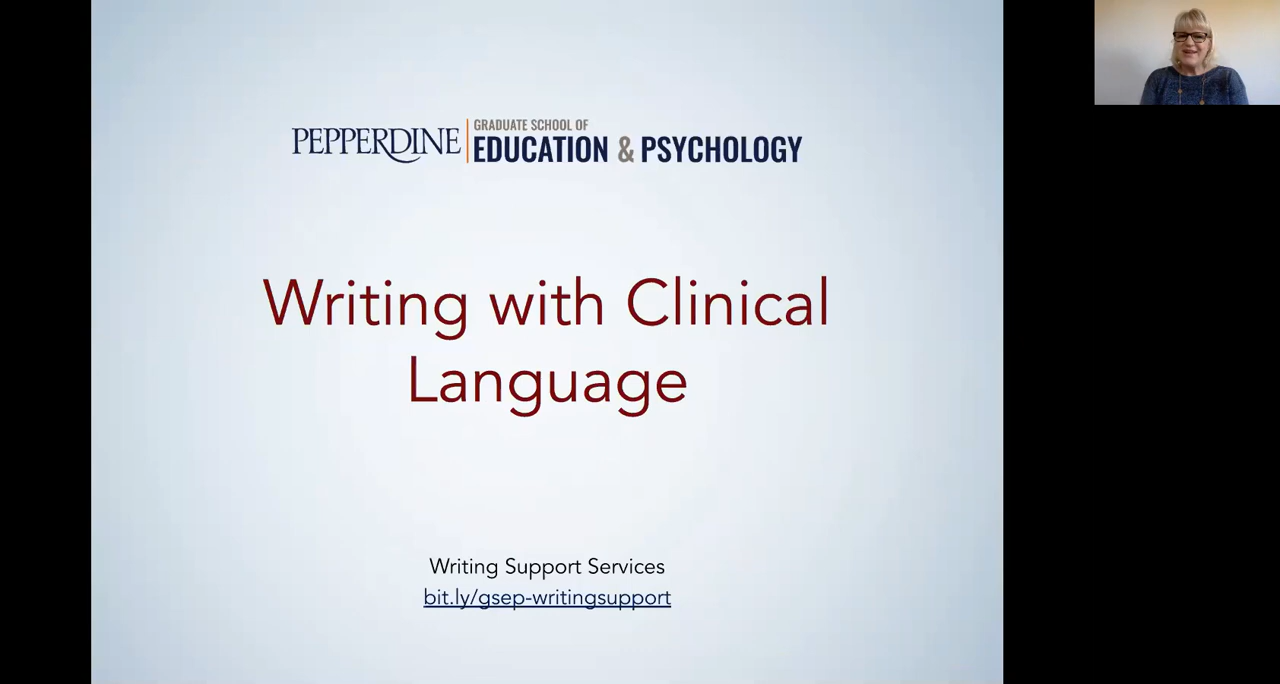 PEPPERDINE
GRADUATE SCHOOL OF
EDUCATION & PSYCHOLOGY
Writing with Clinical
Language
Writing Support Services
bit.ly/gsep-writingsupport